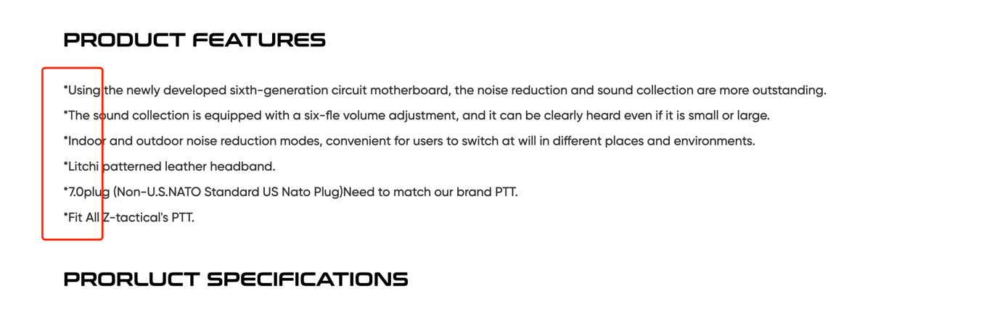 PRODUCT FEATURES
*Using the newly developed sixth-generation circuit motherboard, the noise reduction and sound collection are more outstanding.
*The sound collection is equipped with a six-fle volume adjustment, and it can be clearly heard even if it is small or large.
*Indoor and outdoor noise reduction modes, convenient for users to switch at will in different places and environments.
*Litchi patterned leather headband.
*7.0plug (Non-U.S.NATO Standard US Nato Plug)Need to match our brand PTT.
*Fit All Z-tactical's PTT.
PRORLUCT SPECIFICATIONS